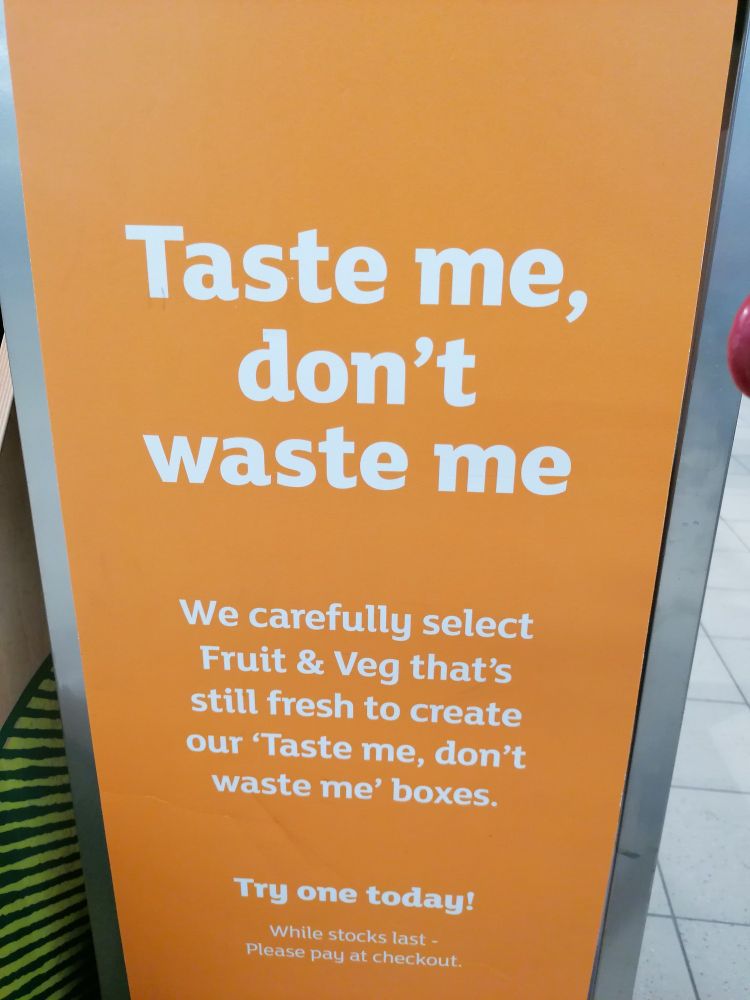 Taste me,
don’t
waste me
We carefully select
Fruit & Veg that’s
still fresh to create
our ‘Taste me, don’t
waste me’ boxes.
Try one today!
While stocks last -
Please pay at checkout.